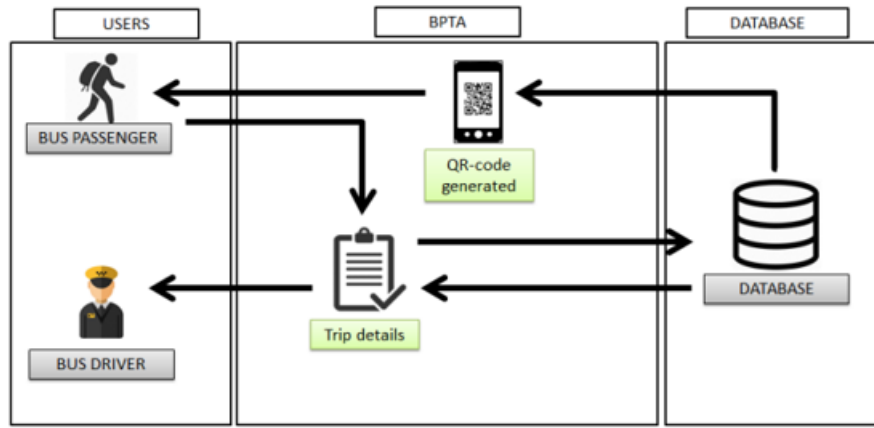 USERS
BPTA
DATABASE
BUS PASSENGER
QR-code
generated
DATABASE
Trip details
BUS DRIVER